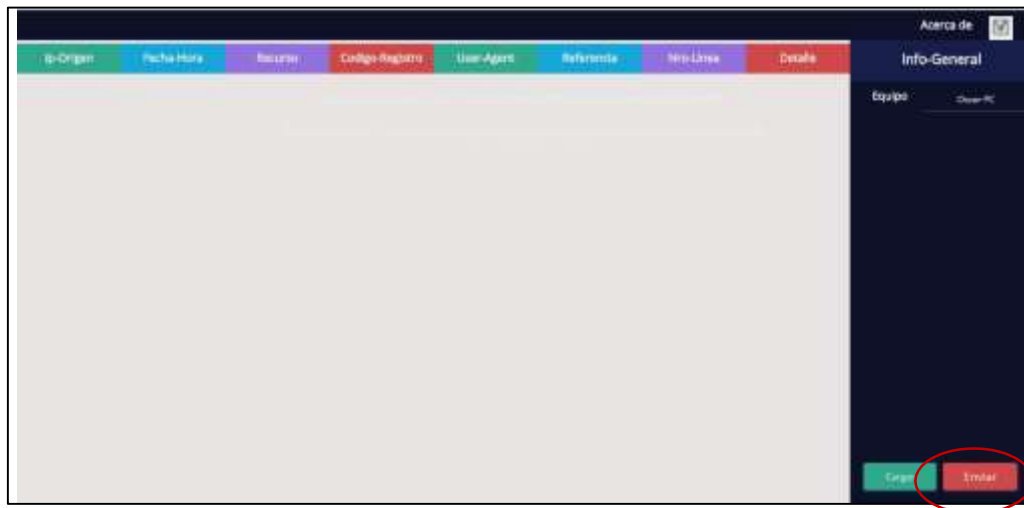 Acerca de
Ip-Origen Fecha-Hora Recurso Codigo-Registro User-Agent Referencia Nro-Linea Detalle Info-General
Equipo
Enviar